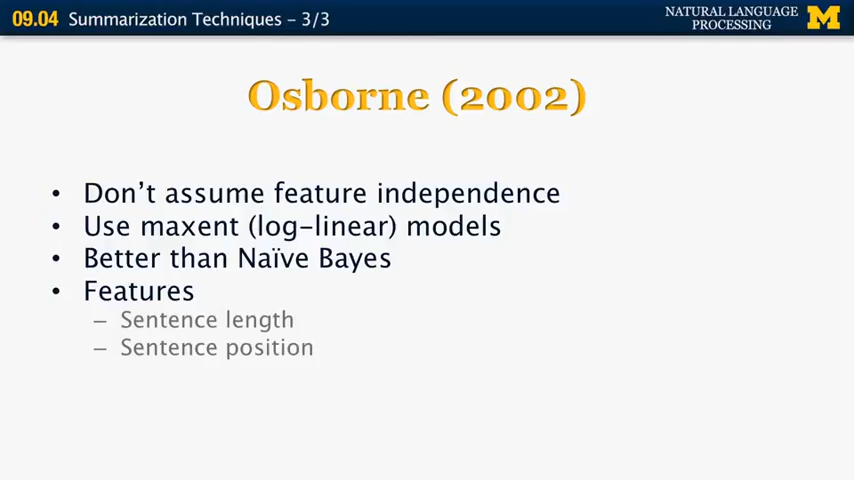 09.04 Summarization Techniques – 3/3
NATURAL LANGUAGE
PROCESSING
M
Osborne (2002)
• Don’t assume feature independence
• Use maxent (log-linear) models
• Better than Naïve Bayes
• Features
– Sentence length
– Sentence position